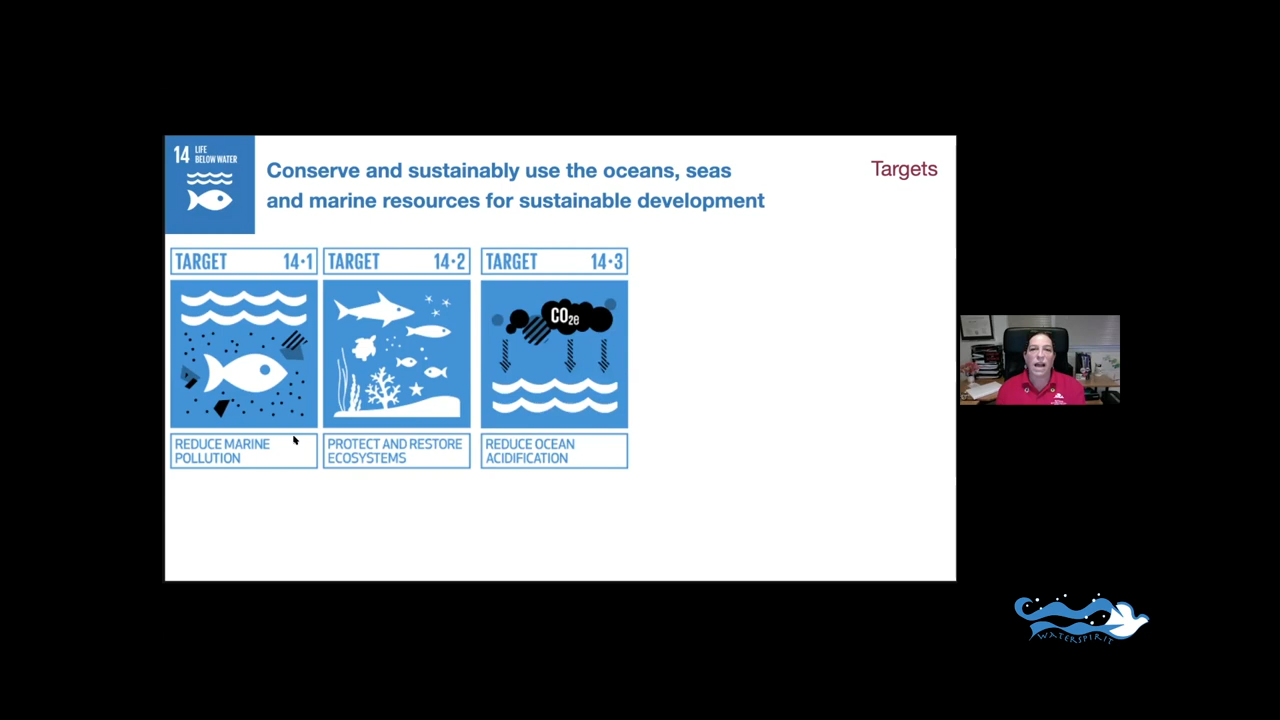 14 LIFE
BELOW WATER
Conserve and sustainably use the oceans, seas
and marine resources for sustainable development
Targets
TARGET 14·1
REDUCE MARINE
POLLUTION
TARGET 14·2
PROTECT AND RESTORE
ECOSYSTEMS
TARGET 14·3
CO2e
REDUCE OCEAN
ACIDIFICATION
WATERSPIRIT